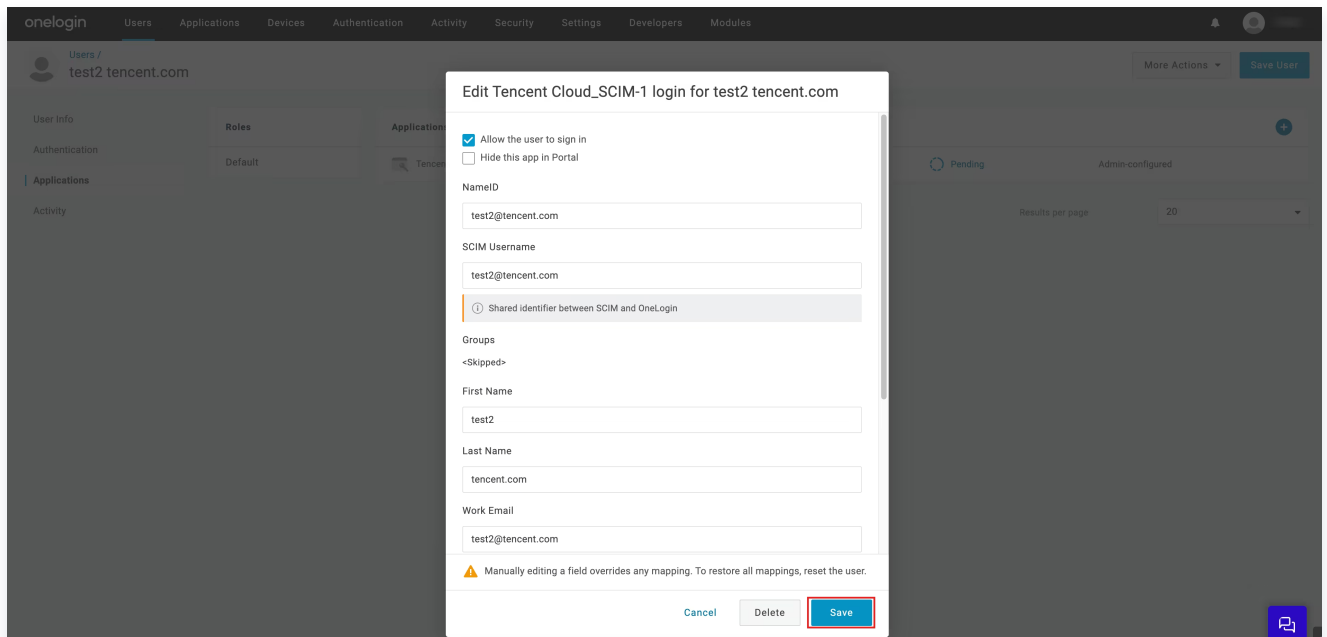 onelogin Users Applications Devices Authentication Activity Security Settings Developers Modules
Users /
test2 tencent.com
More Actions Save User
User Info
Authentication
Applications
Activity
Roles
Default
Applications
Tencen
Pending Admin-configured
Results per page 20
Edit Tencent Cloud_SCIM-1 login for test2 tencent.com
Allow the user to sign in
Hide this app in Portal
NameID
test2@tencent.com
SCIM Username
test2@tencent.com
Shared identifier between SCIM and OneLogin
Groups
<Skipped>
First Name
test2
Last Name
tencent.com
Work Email
test2@tencent.com
Manually editing a field overrides any mapping. To restore all mappings, reset the user.
Cancel Delete Save